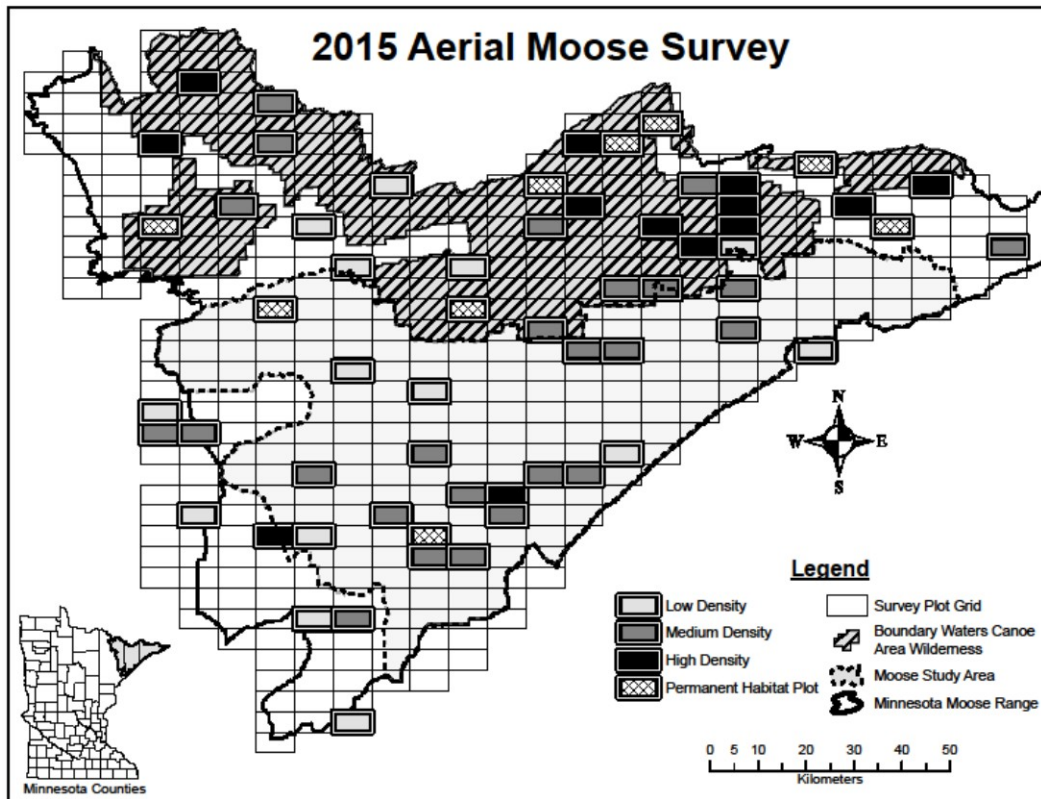 2015 Aerial Moose Survey
N
W E
S
Legend
Low Density
Medium Density
High Density
Permanent Habitat Plot
Survey Plot Grid
Boundary Waters Canoe
Area Wilderness
Moose Study Area
Minnesota Moose Range
0 5 10 20 30 40 50
Kilometers
Minnesota Counties